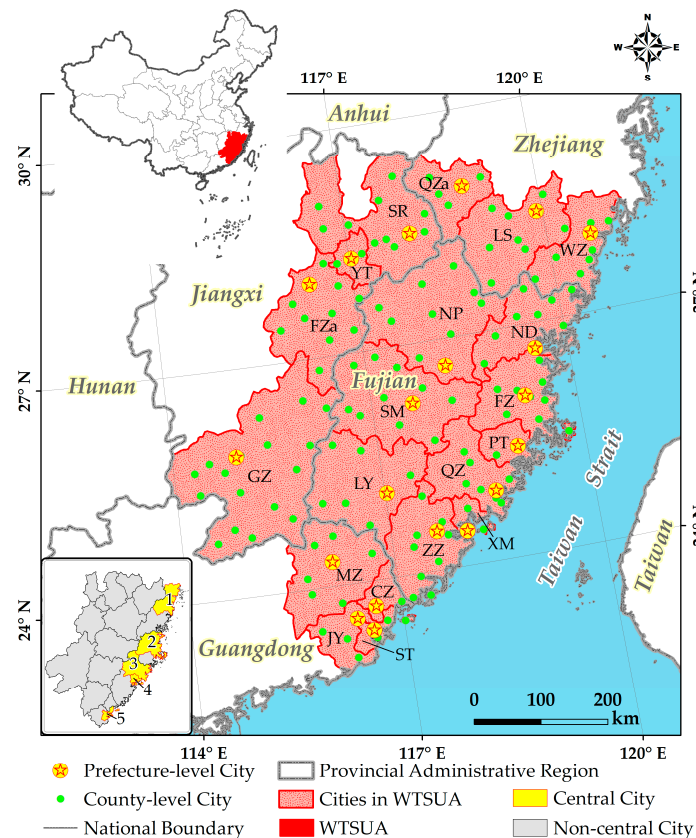 N
W E
S
117° E
120° E
Anhui
Zhejiang
30° N
QZa
SR
LS
WZ
YT
Jiangxi
27° N
FZa
NP
ND
Hunan
Fujian
27° N
SM
FZ
PT
GZ
LY
QZ
Taiwan Strait
XM
ZZ
24° N
MZ
CZ
Taiwan
24° N
JY
Guangdong
ST
1
2
3
4
5
0 100 200
km
114° E
117° E
120° E
Prefecture-level City
Provincial Administrative Region
County-level City
Cities in WTSUA
Central City
National Boundary
WTSUA
Non-central City